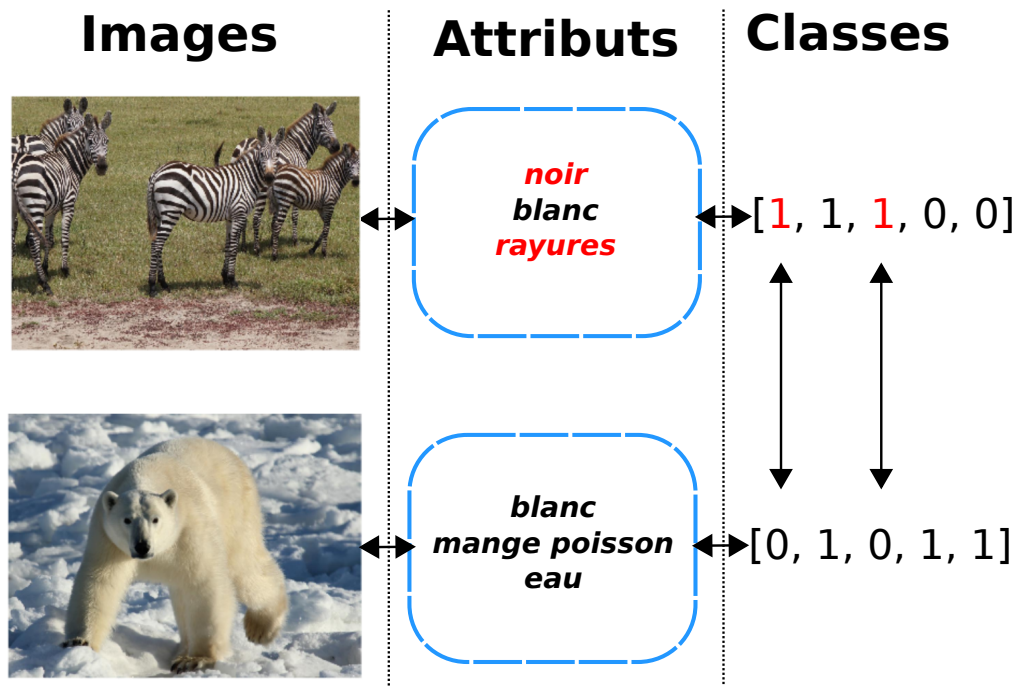 Images
Attributs
Classes
noir
blanc
rayures
[1, 1, 1, 0, 0]
blanc
mange poisson
eau
[0, 1, 0, 1, 1]